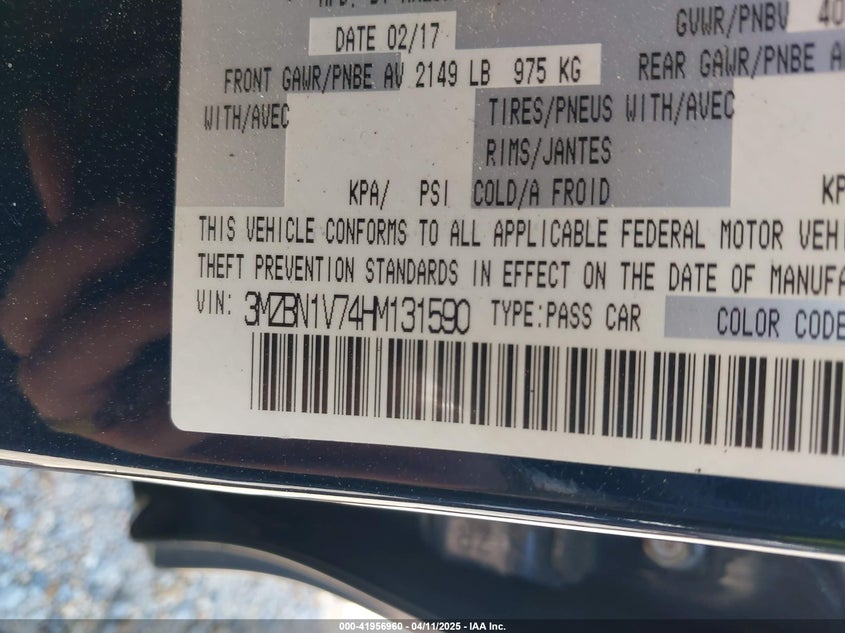 DATE 02/17
GVWR/PNBV 40
FRONT GAWR/PNBE AV 2149 LB 975 KG
REAR GAWR/PNBE
WITH/AVEC
TIRES/PNEUS WITH/AVEC
RIMS/JANTES
KPA/ PSI COLD/A FROID
THIS VEHICLE CONFORMS TO ALL APPLICABLE FEDERAL MOTOR VEHI
THEFT PREVENTION STANDARDS IN EFFECT ON THE DATE OF MANUFA
VIN: 3MZBN1V74HM131590 TYPE:PASS CAR COLOR CODE
000-41956960 - 04/11/2025 - IAA Inc.